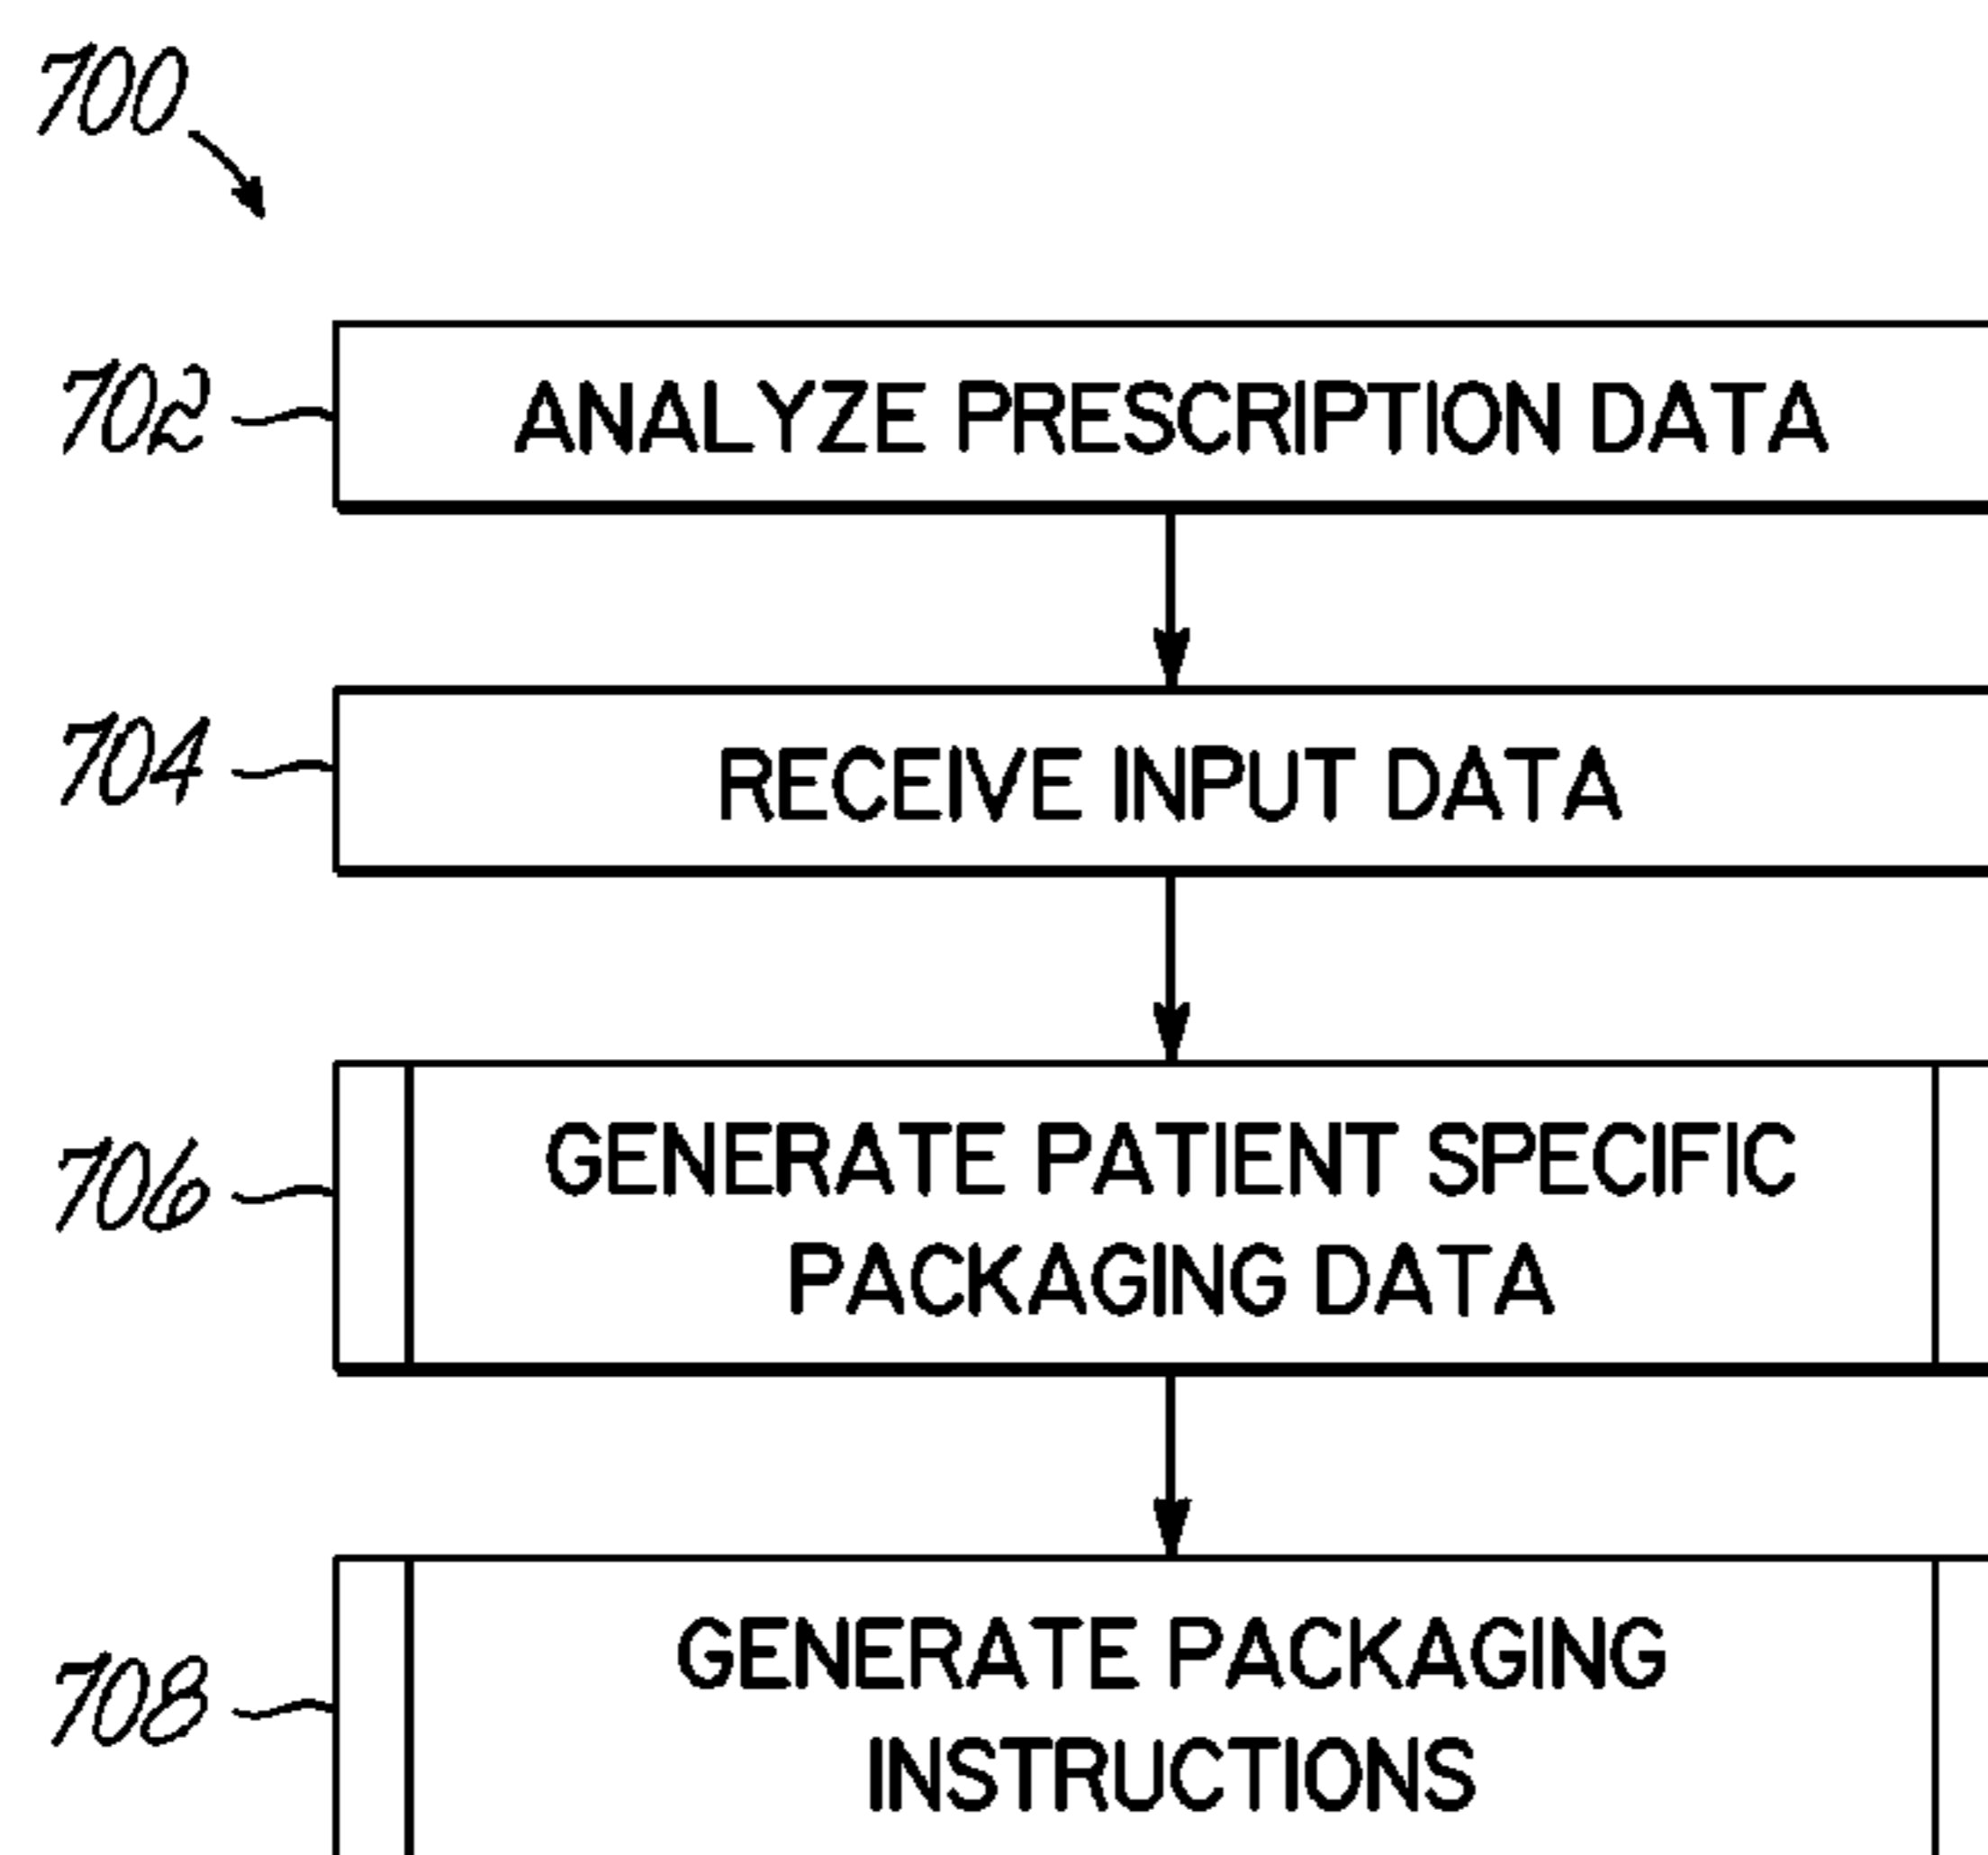 700
702
ANALYZE PRESCRIPTION DATA
704
RECEIVE INPUT DATA
706
GENERATE PATIENT SPECIFIC
PACKAGING DATA
708
GENERATE PACKAGING
INSTRUCTIONS